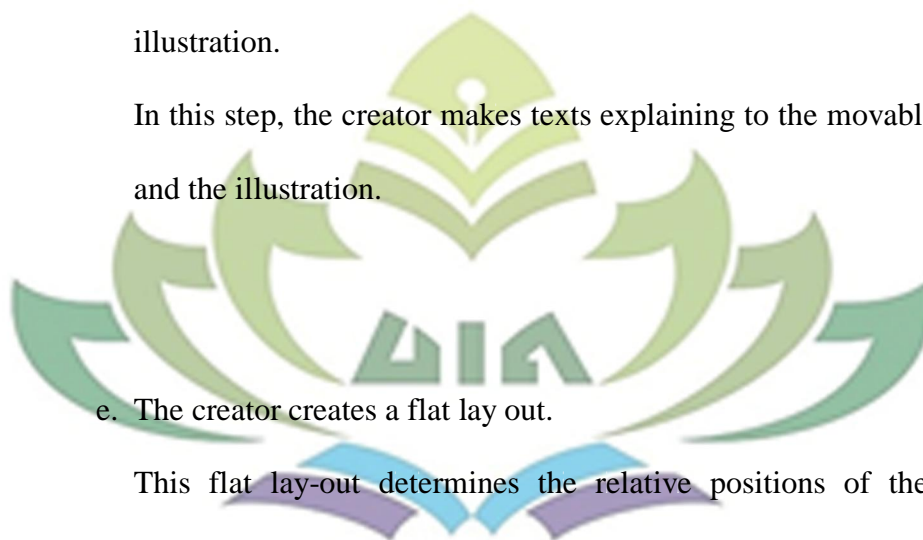 illustration.
In this step, the creator makes texts explaining to the movabl
and the illustration.
UIN
e. The creator creates a flat lay out.
This flat lay-out determines the relative positions of the